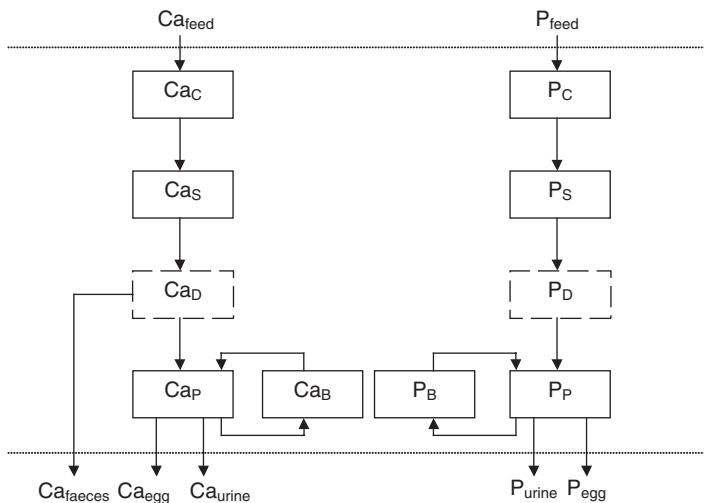 Ca_feed P_feed
Ca_C P_C
Ca_S P_S
Ca_D P_D
Ca_P Ca_B P_B P_P
Ca_faeces Ca_egg Ca_urine P_urine P_egg